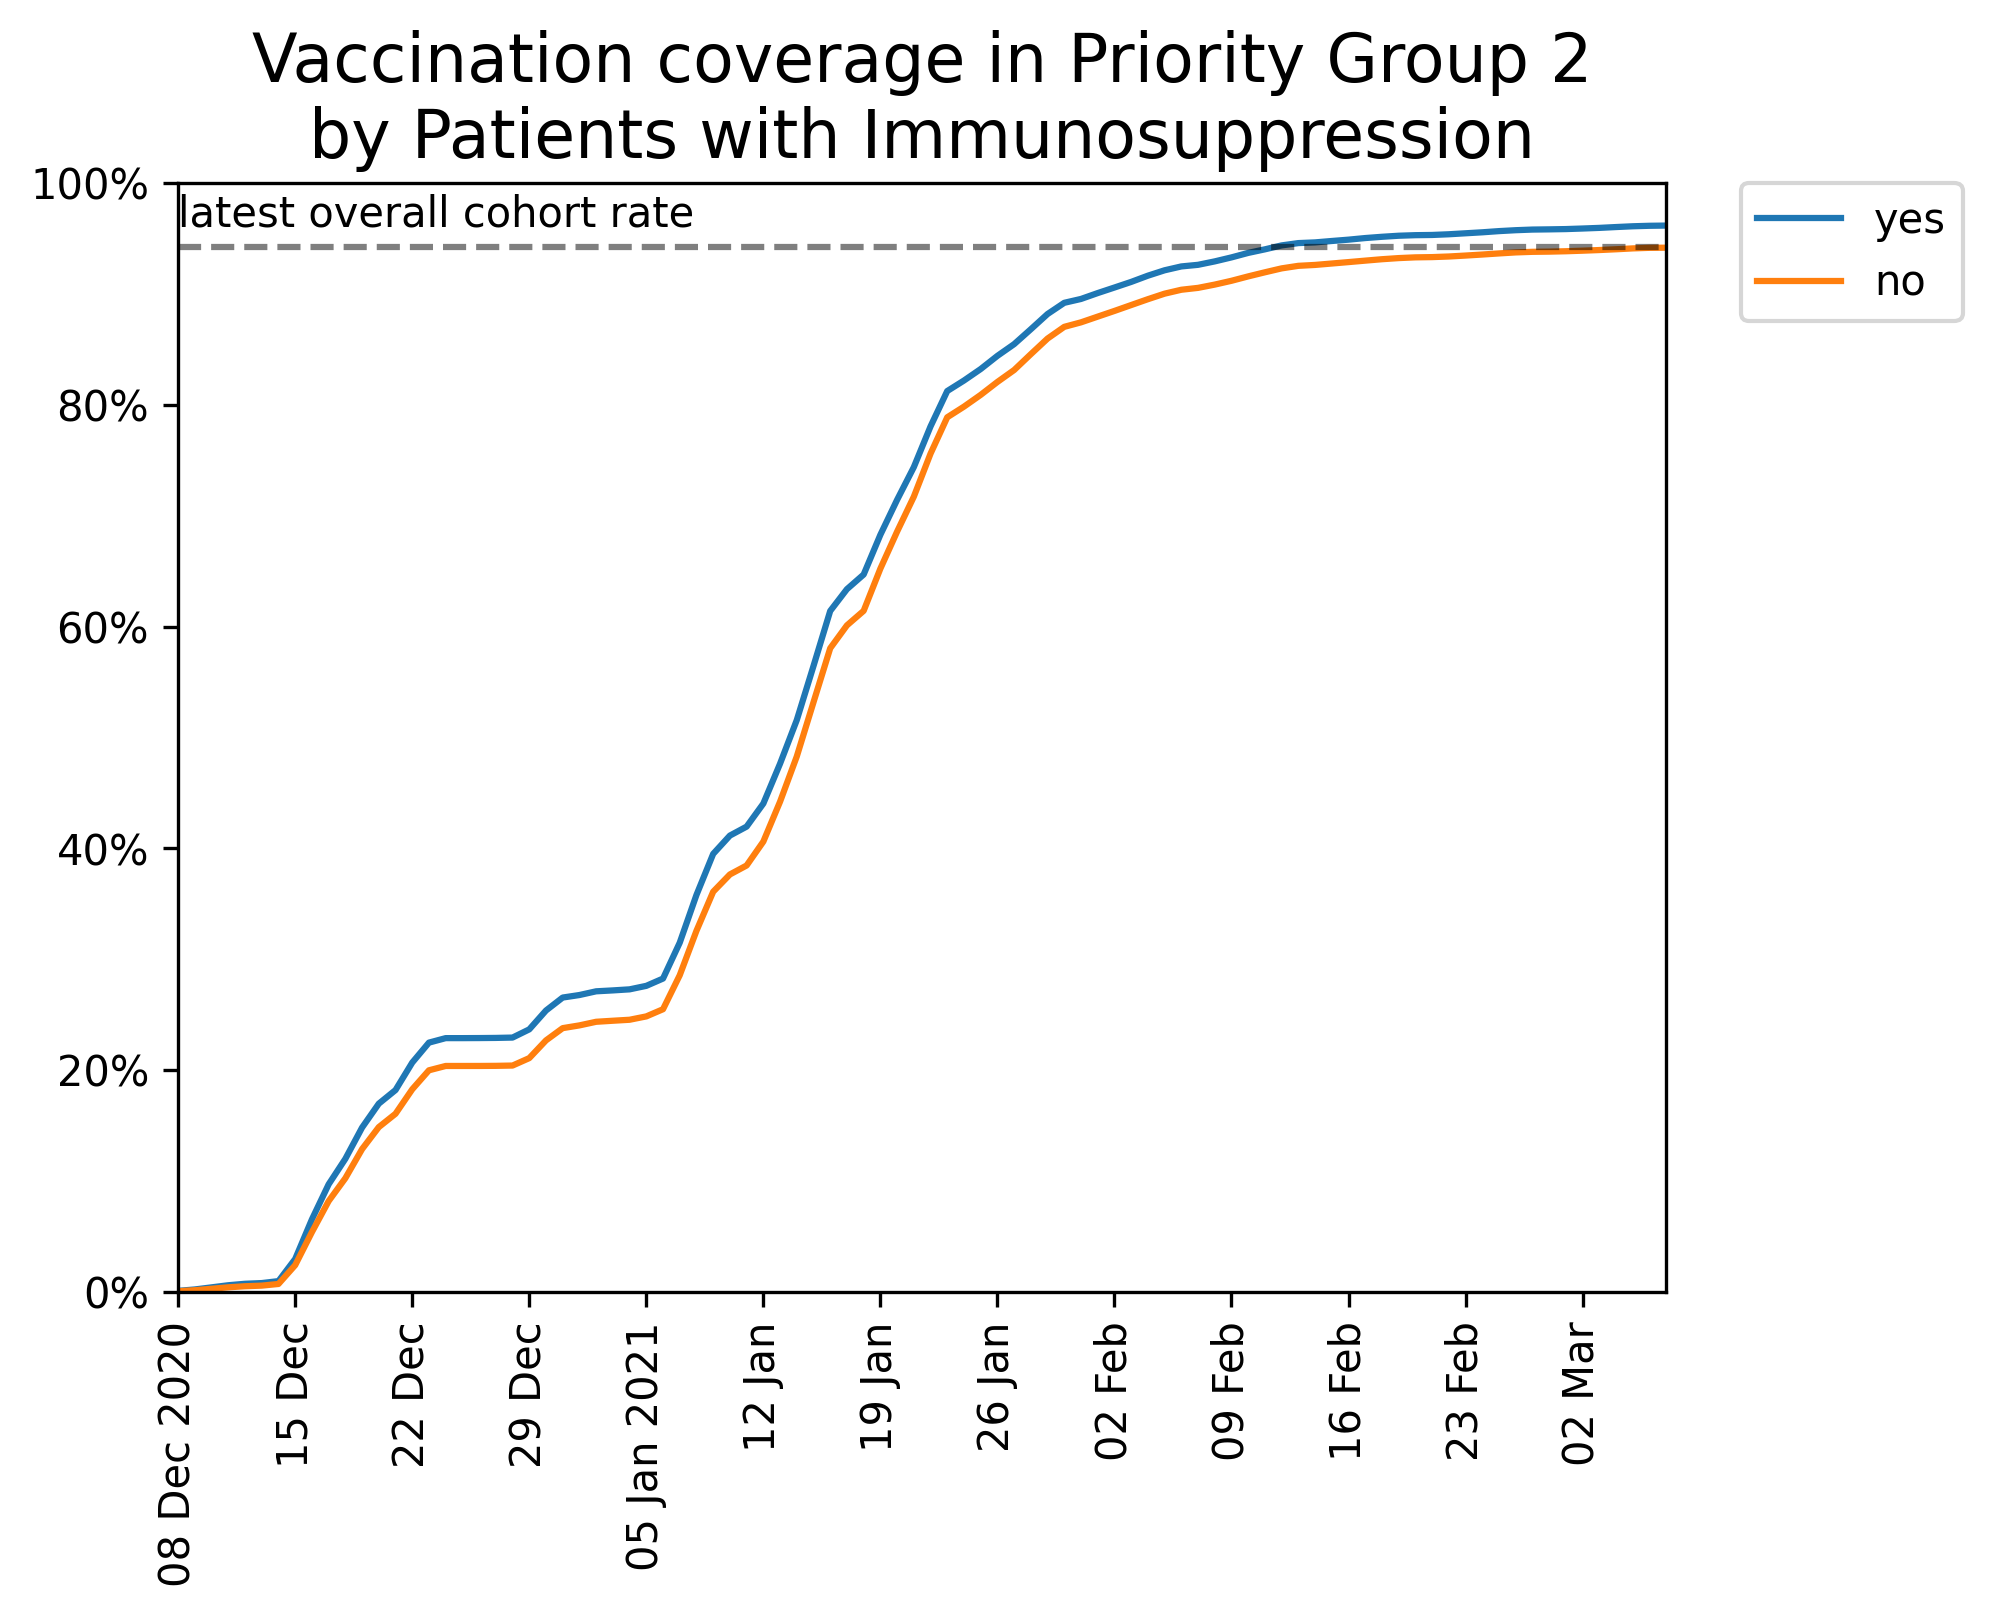 Vaccination coverage in Priority Group 2
by Patients with Immunosuppression
100%
80%
60%
40%
20%
0%
latest overall cohort rate
yes
no
08 Dec 2020
15 Dec
22 Dec
29 Dec
05 Jan 2021
12 Jan
19 Jan
26 Jan
02 Feb
09 Feb
16 Feb
23 Feb
02 Mar